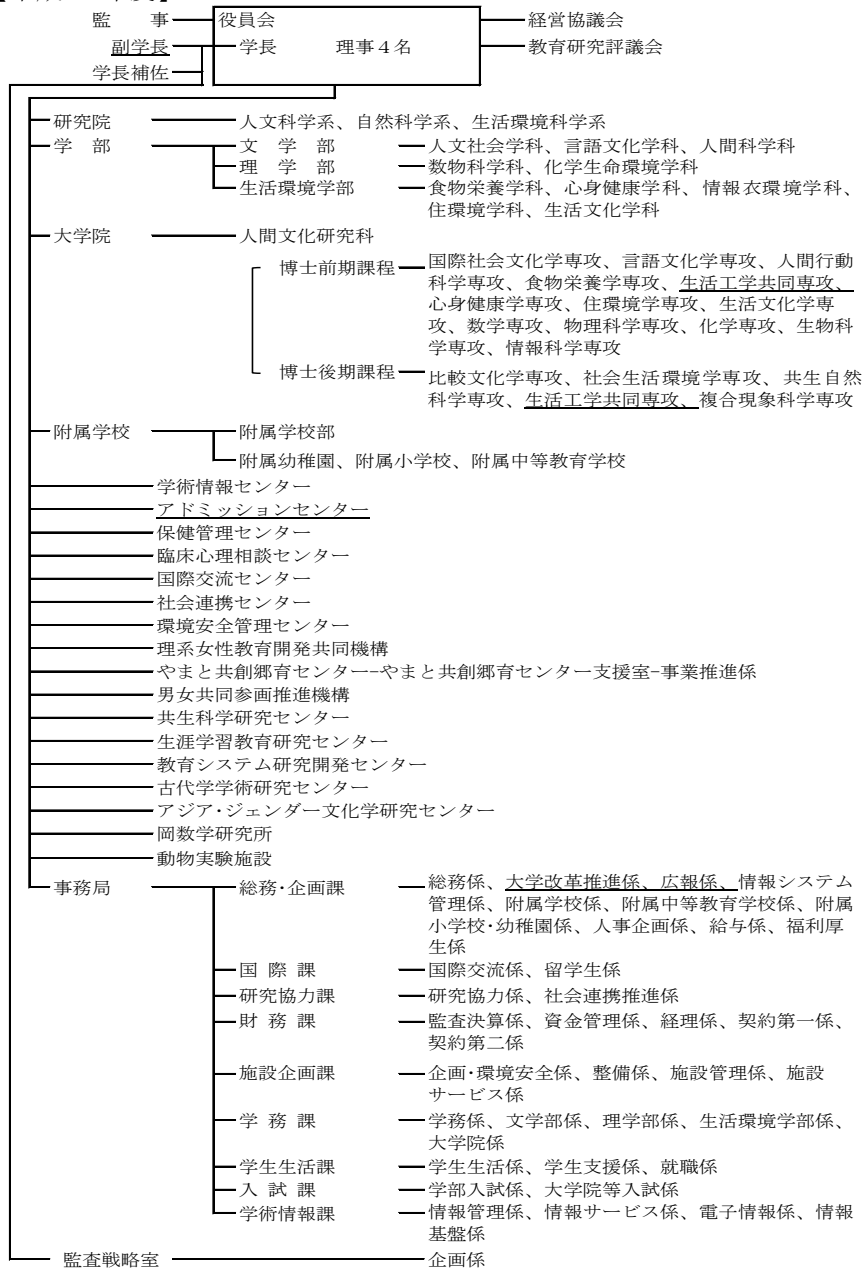 監　事 役員会 経営協議会
副学長 学長 理事４名 教育研究評議会
学長補佐
研究院 人文科学系、自然科学系、生活環境科学系
学　部 文　学　部 人文社会学科、言語文化学科、人間科学科
理　学　部 数物科学科、化学生命環境学科
生活環境学部 食物栄養学科、心身健康学科、情報衣環境学科、
住環境学科、生活文化学科
大学院 人間文化研究科
博士前期課程 国際社会文化学専攻、言語文化学専攻、人間行動
科学専攻、食物栄養学専攻、生活工学共同専攻、
心身健康学専攻、住環境学専攻、生活文化学専
攻、数学専攻、物理科学専攻、化学専攻、生物科
学専攻、情報科学専攻
博士後期課程 比較文化学専攻、社会生活環境学専攻、共生自然
科学専攻、生活工学共同専攻、複合現象科学専攻
附属学校 附属学校部
附属幼稚園、附属小学校、附属中等教育学校
学術情報センター
アドミッションセンター
保健管理センター
臨床心理相談センター
国際交流センター
社会連携センター
環境安全管理センター
理系女性教育開発共同機構
やまと共創郷育センター−やまと共創郷育センター支援室−事業推進係
男女共同参画推進機構
共生科学研究センター
生涯学習教育研究センター
教育システム研究開発センター
古代学学術研究センター
アジア・ジェンダー文化学研究センター
岡数学研究所
動物実験施設
事務局 総務・企画課 総務係、大学改革推進係、広報係、情報システム
管理係、附属学校係、附属中等教育学校係、附属
小学校・幼稚園係、人事企画係、給与係、福利厚
生係
国 際 課 国際交流係、留学生係
研究協力課 研究協力係、社会連携推進係
財 務 課 監査決算係、資金管理係、経理係、契約第一係、
契約第二係
施設企画課 企画・環境安全係、整備係、施設管理係、施設
サービス係
学 務 課 学務係、文学部係、理学部係、生活環境学部係、
大学院係
学生生活課 学生生活係、学生支援係、就職係
入 試 課 学部入試係、大学院等入試係
学術情報課 情報管理係、情報サービス係、電子情報係、情報
基盤係
監査戦略室 企画係